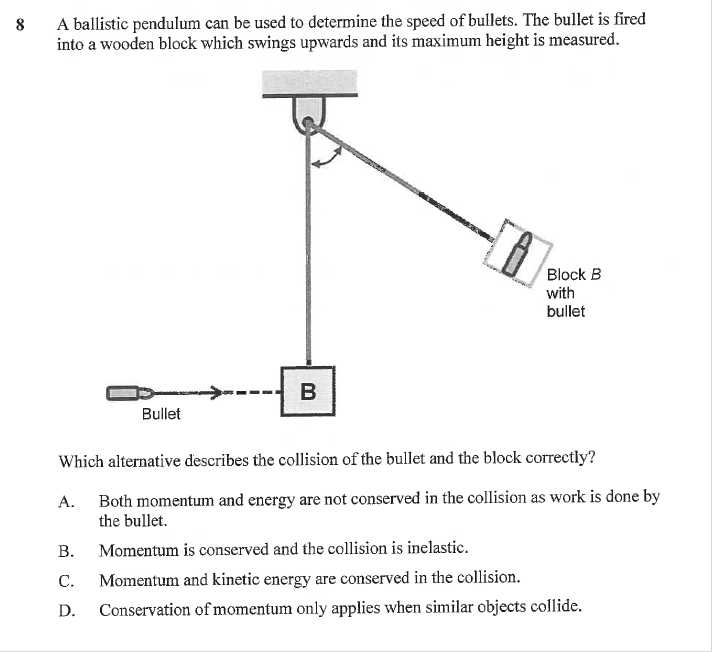 8 A ballistic pendulum can be used to determine the speed of bullets. The bullet is fired
into a wooden block which swings upwards and its maximum height is measured.
Block B
with
bullet
B
Bullet
Which alternative describes the collision of the bullet and the block correctly?
A. Both momentum and energy are not conserved in the collision as work is done by
the bullet.
B. Momentum is conserved and the collision is inelastic.
C. Momentum and kinetic energy are conserved in the collision.
D. Conservation of momentum only applies when similar objects collide.